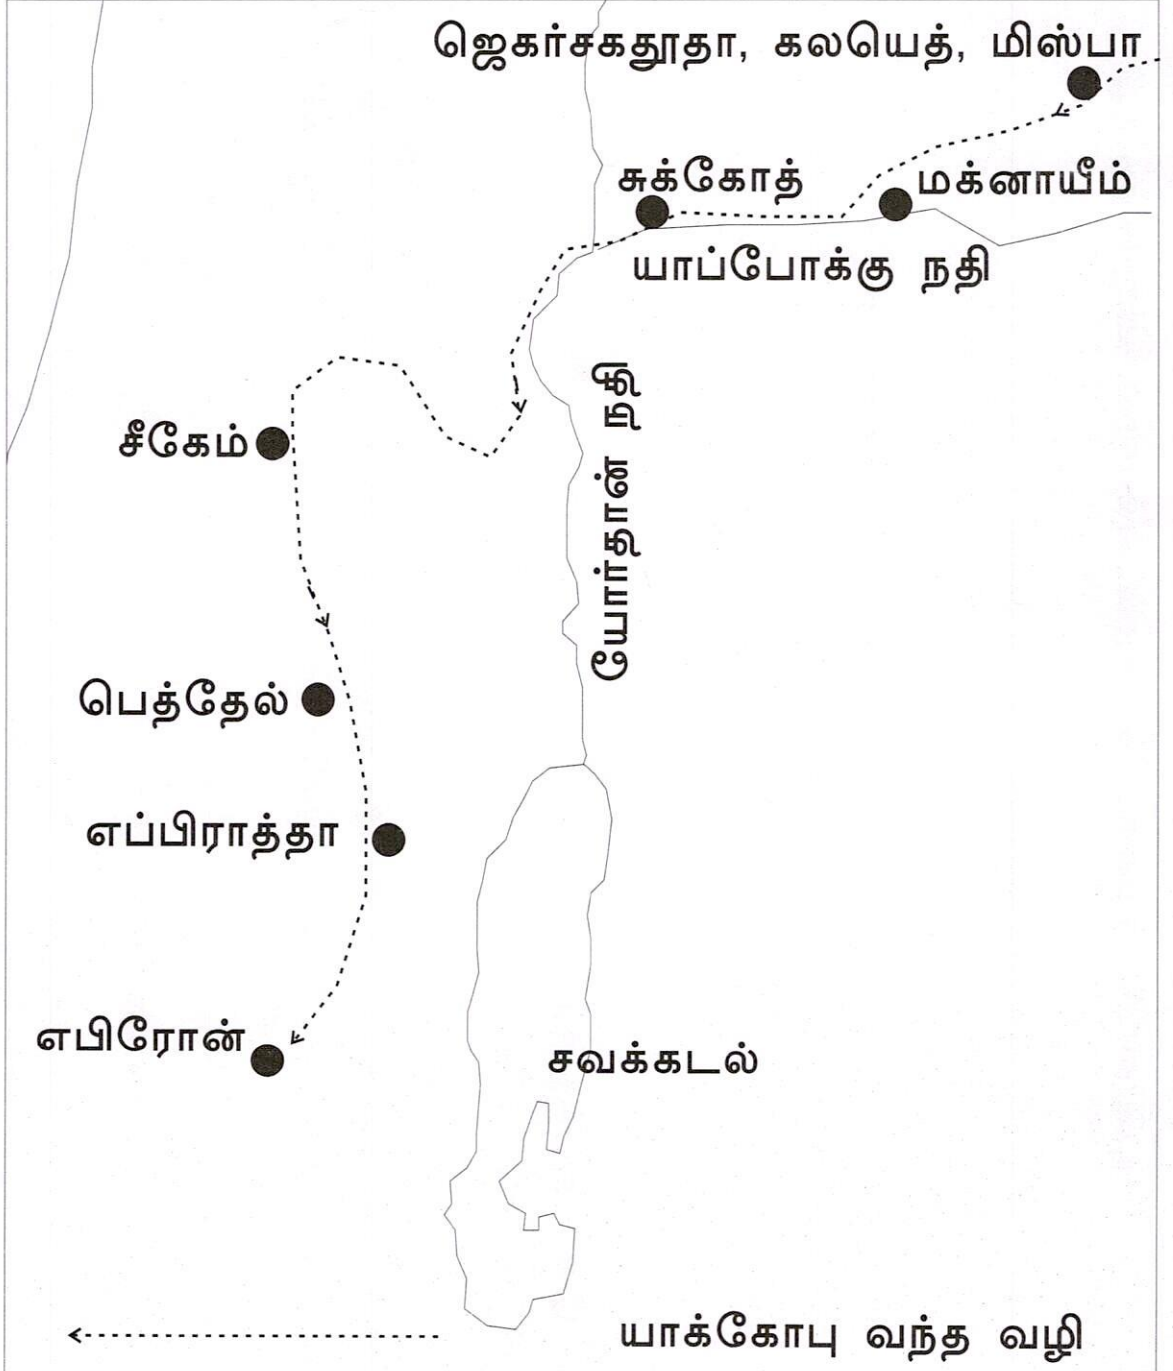 ஜெகர்சகதூதா, கலயெத், மிஸ்பா
சுக்கோத்
மக்னாயீம்
யாப்போக்கு நதி
யோர்தான் நதி
சீகேம்
பெத்தேல்
எப்பிராத்தா
எபிரோன்
சவக்கடல்
யாக்கோபு வந்த வழி